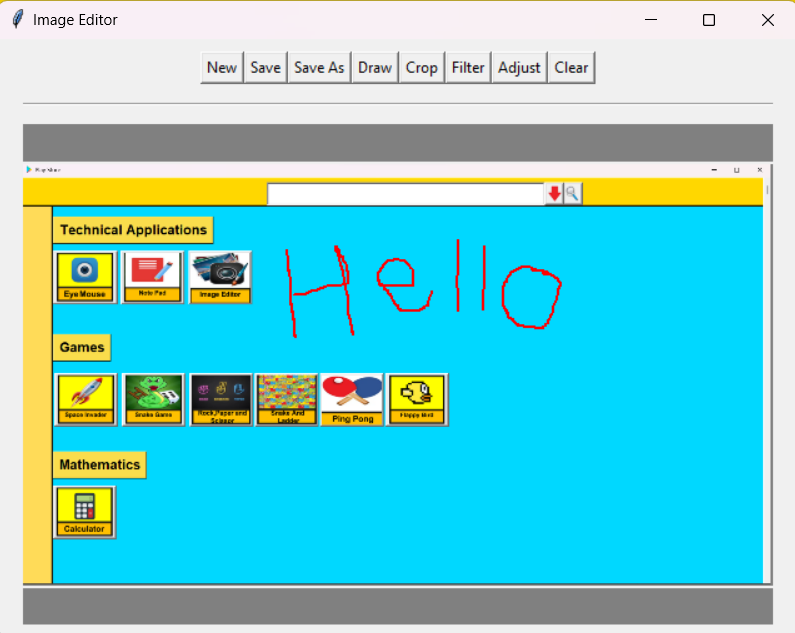 Image Editor
New Save Save As Draw Crop Filter Adjust Clear
Technical Applications
Hello
Eye Mouse Note Pad Image Editor
Games
Space Invader Snake Game Rock,Paper and Scissor Snake And Ladder Ping Pong Flappy Bird
Mathematics
Calculator